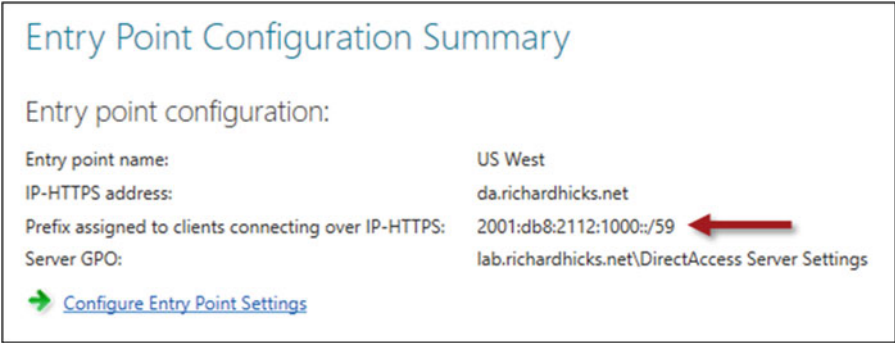 Entry Point Configuration Summary
Entry point configuration:
Entry point name: US West
IP-HTTPS address: da.richardhicks.net
Prefix assigned to clients connecting over IP-HTTPS: 2001:db8:2112:1000::/59
Server GPO: lab.richardhicks.net\DirectAccess Server Settings
Configure Entry Point Settings